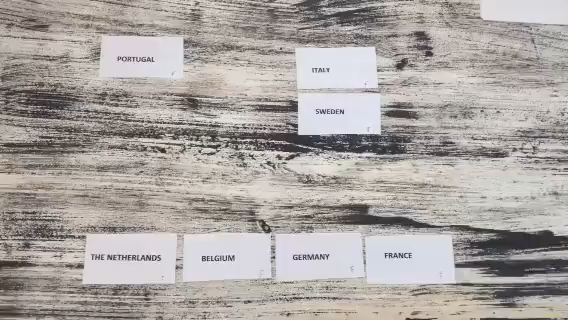 PORTUGAL
ITALY
SWEDEN
THE NETHERLANDS
BELGIUM
GERMANY
FRANCE